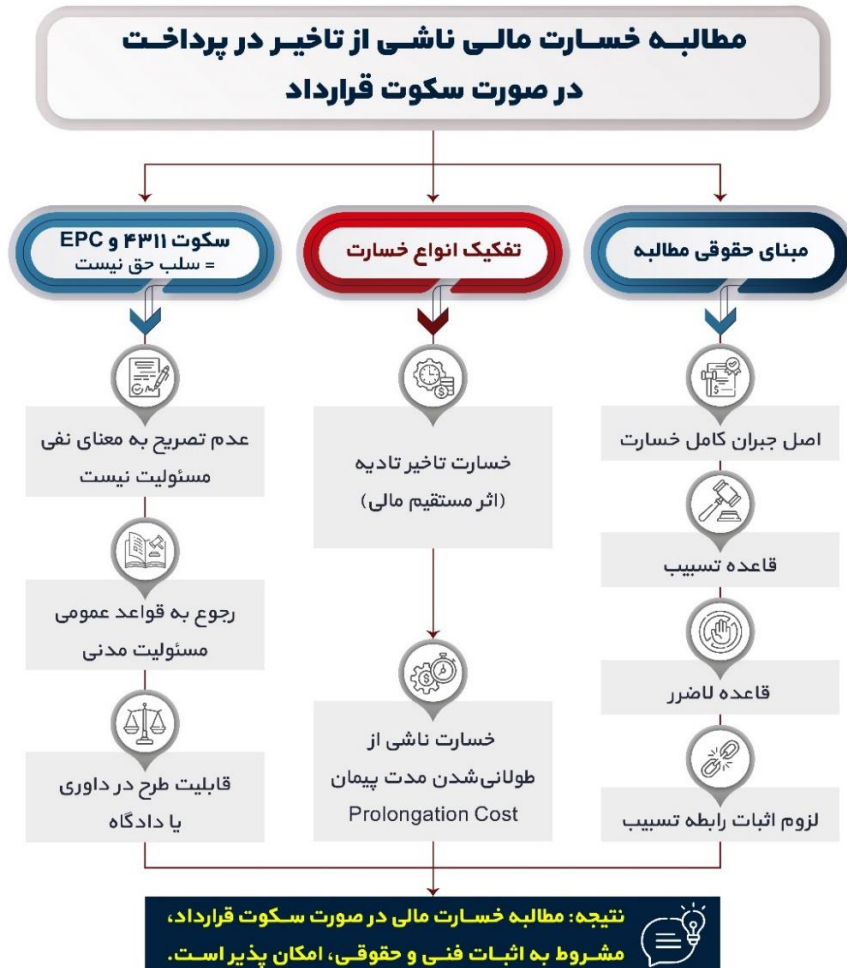 مطالبه خسارت مالی ناشی از تاخیر در پرداخت
در صورت سکوت قرارداد
مبنای حقوقی مطالبه
اصل جبران کامل خسارت
قاعده تسبیب
قاعده لاضرر
لزوم اثبات رابطه تسبیب
تفکیک انواع خسارت
خسارت تاخیر تادیه
(اثر مستقیم مالی)
خسارت ناشی از
طولانی‌شدن مدت پیمان
Prolongation Cost
سکوت ۴۳۱۱ و EPC
= سلب حق نیست
عدم تصریح به معنای نفی
مسئولیت نیست
رجوع به قواعد عمومی
مسئولیت مدنی
قابلیت طرح در داوری
یا دادگاه
نتیجه: مطالبه خسارت مالی در صورت سکوت قرارداد،
مشروط به اثبات فنی و حقوقی، امکان پذیر است.